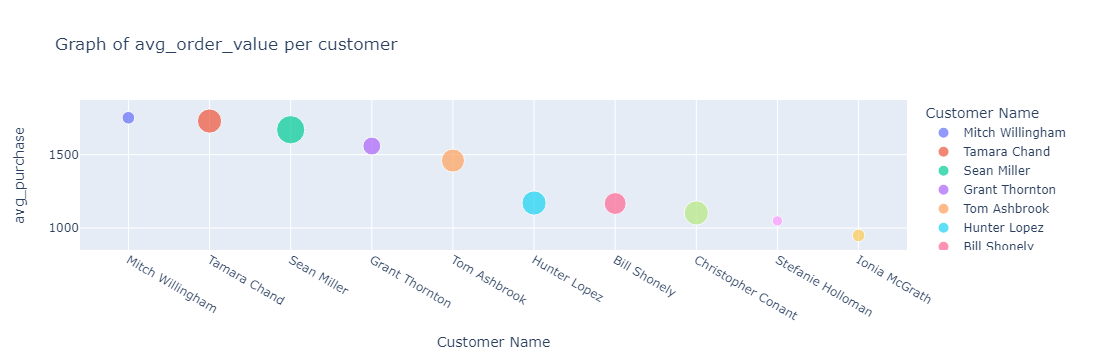 Graph of avg_order_value per customer
avg_purchase
1500
1000
Mitch Willingham
Tamara Chand
Sean Miller
Grant Thornton
Tom Ashbrook
Hunter Lopez
Bill Shonely
Christopher Conant
Stefanie Holloman
Ionia McGrath
Customer Name
Customer Name
Mitch Willingham
Tamara Chand
Sean Miller
Grant Thornton
Tom Ashbrook
Hunter Lopez
Bill Shonely